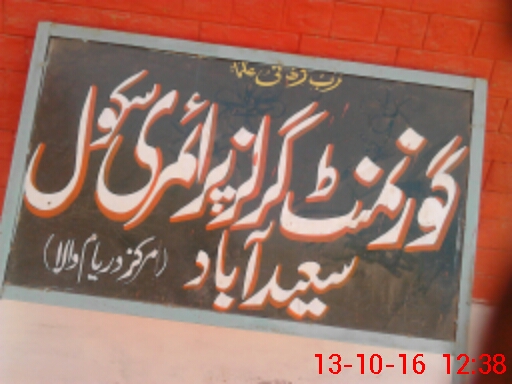 رب زدنی علما
گورنمنٹ گرلز پرائمری سکول
سعید آباد (مرکز دریام والا)
13-10-16 12:38